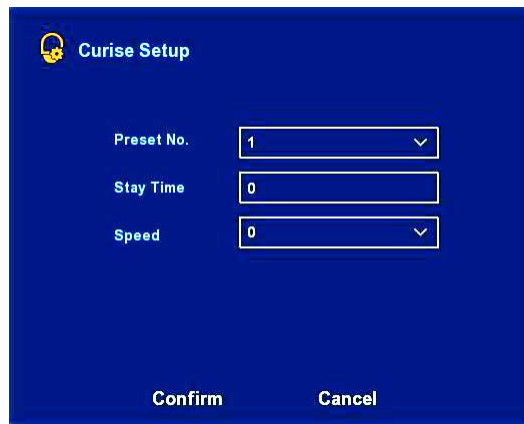 Curise Setup
Preset No. 1
Stay Time 0
Speed 0
Confirm Cancel